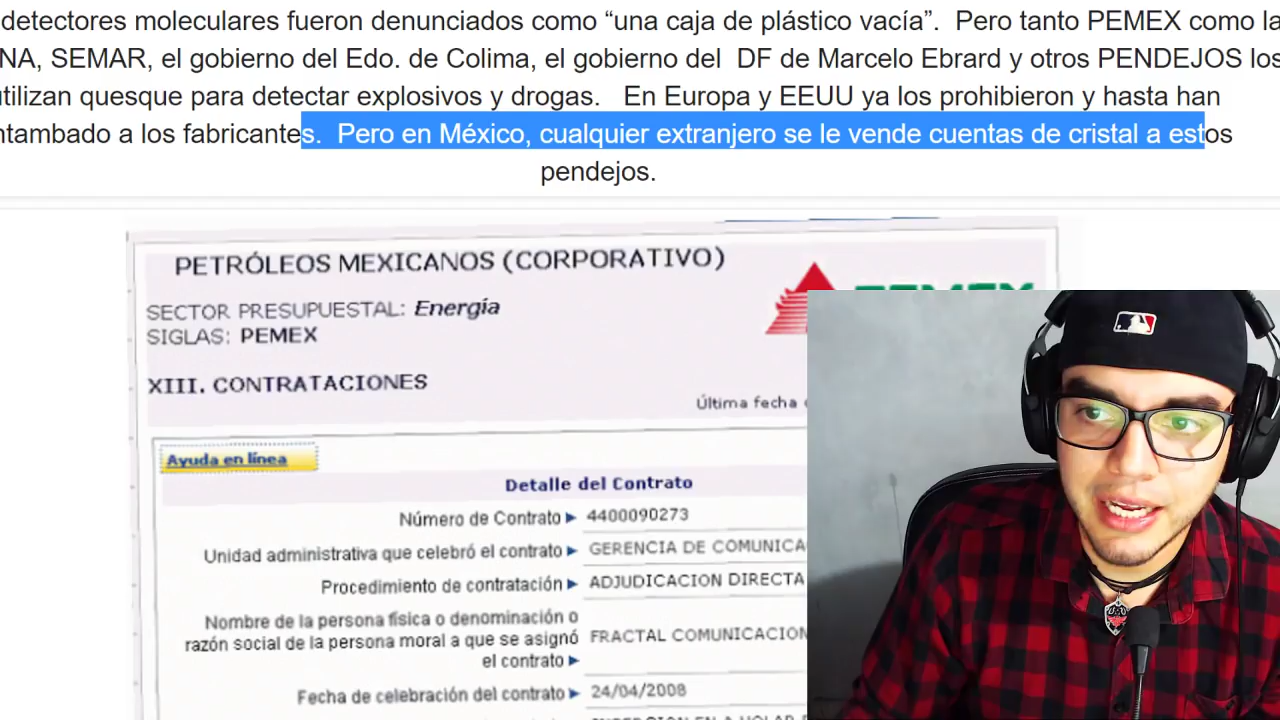 detectores moleculares fueron denunciados como “una caja de plástico vacía”.  Pero tanto PEMEX como la
NA, SEMAR, el gobierno del Edo. de Colima, el gobierno del  DF de Marcelo Ebrard y otros PENDEJOS los
utilizan quesque para detectar explosivos y drogas.   En Europa y EEUU ya los prohibieron y hasta han
ntambado a los fabricantes.  Pero en México, cualquier extranjero se le vende cuentas de cristal a estos
pendejos.
PETRÓLEOS MEXICANOS (CORPORATIVO)
SECTOR PRESUPUESTAL: Energía
SIGLAS: PEMEX
PEMEX
XIII. CONTRATACIONES
Última fecha
Ayuda en línea
Detalle del Contrato
Número de Contrato ▶ 4400090273
Unidad administrativa que celebró el contrato ▶ GERENCIA DE COMUNICA
Procedimiento de contratación ▶ ADJUDICACION DIRECTA
Nombre de la persona física o denominación o
razón social de la persona moral a que se asignó
el contrato ▶ FRACTAL COMUNICACION
Fecha de celebración del contrato ▶ 24/04/2008